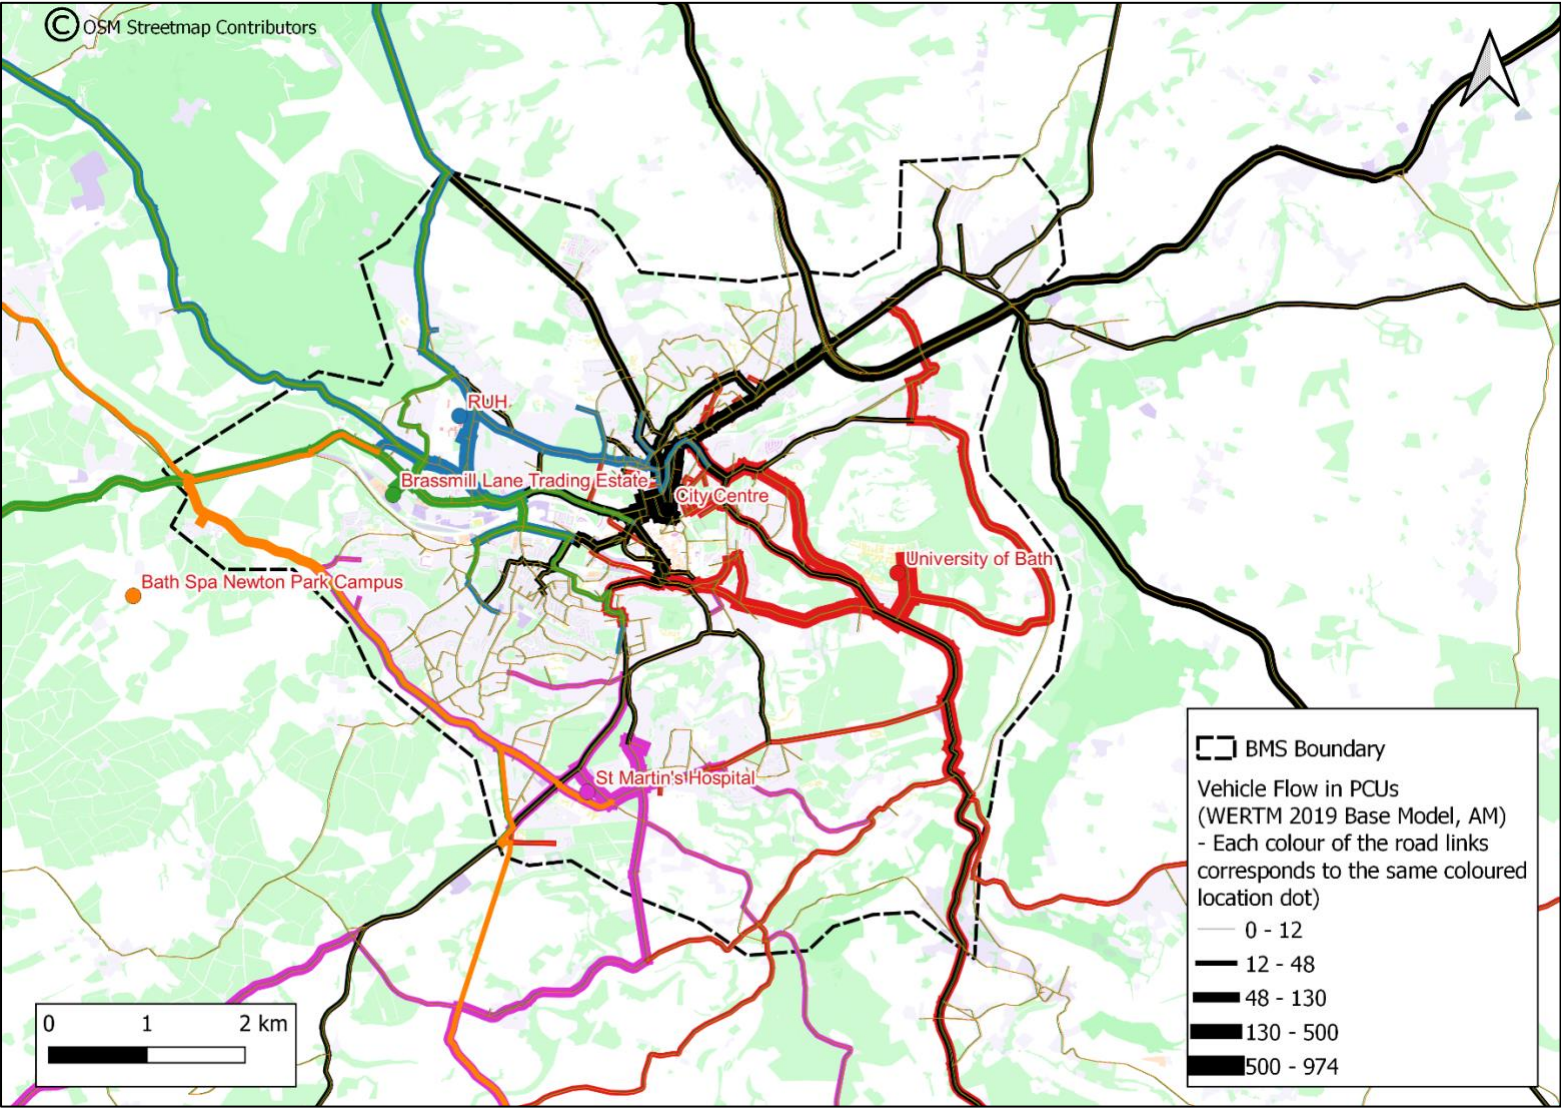 © OSM Streetmap Contributors
RUH
Brassmill Lane Trading Estate
City Centre
University of Bath
Bath Spa Newton Park Campus
St Martin's Hospital
BMS Boundary
Vehicle Flow in PCUs
(WERTM 2019 Base Model, AM)
- Each colour of the road links
corresponds to the same coloured
location dot)
0 - 12
12 - 48
48 - 130
130 - 500
500 - 974
0 1 2 km